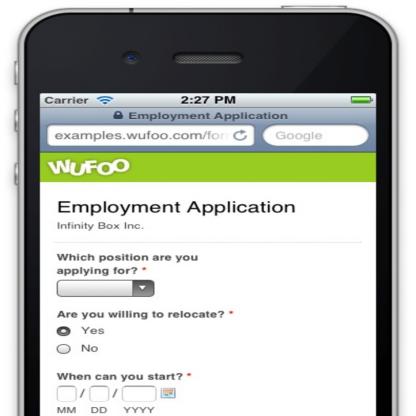 Carrier 2:27 PM
Employment Application
examples.wufoo.com/for Google
WUFOO
Employment Application
Infinity Box Inc.
Which position are you
applying for? *
Are you willing to relocate? *
Yes
No
When can you start? *
/ /
MM DD YYYY